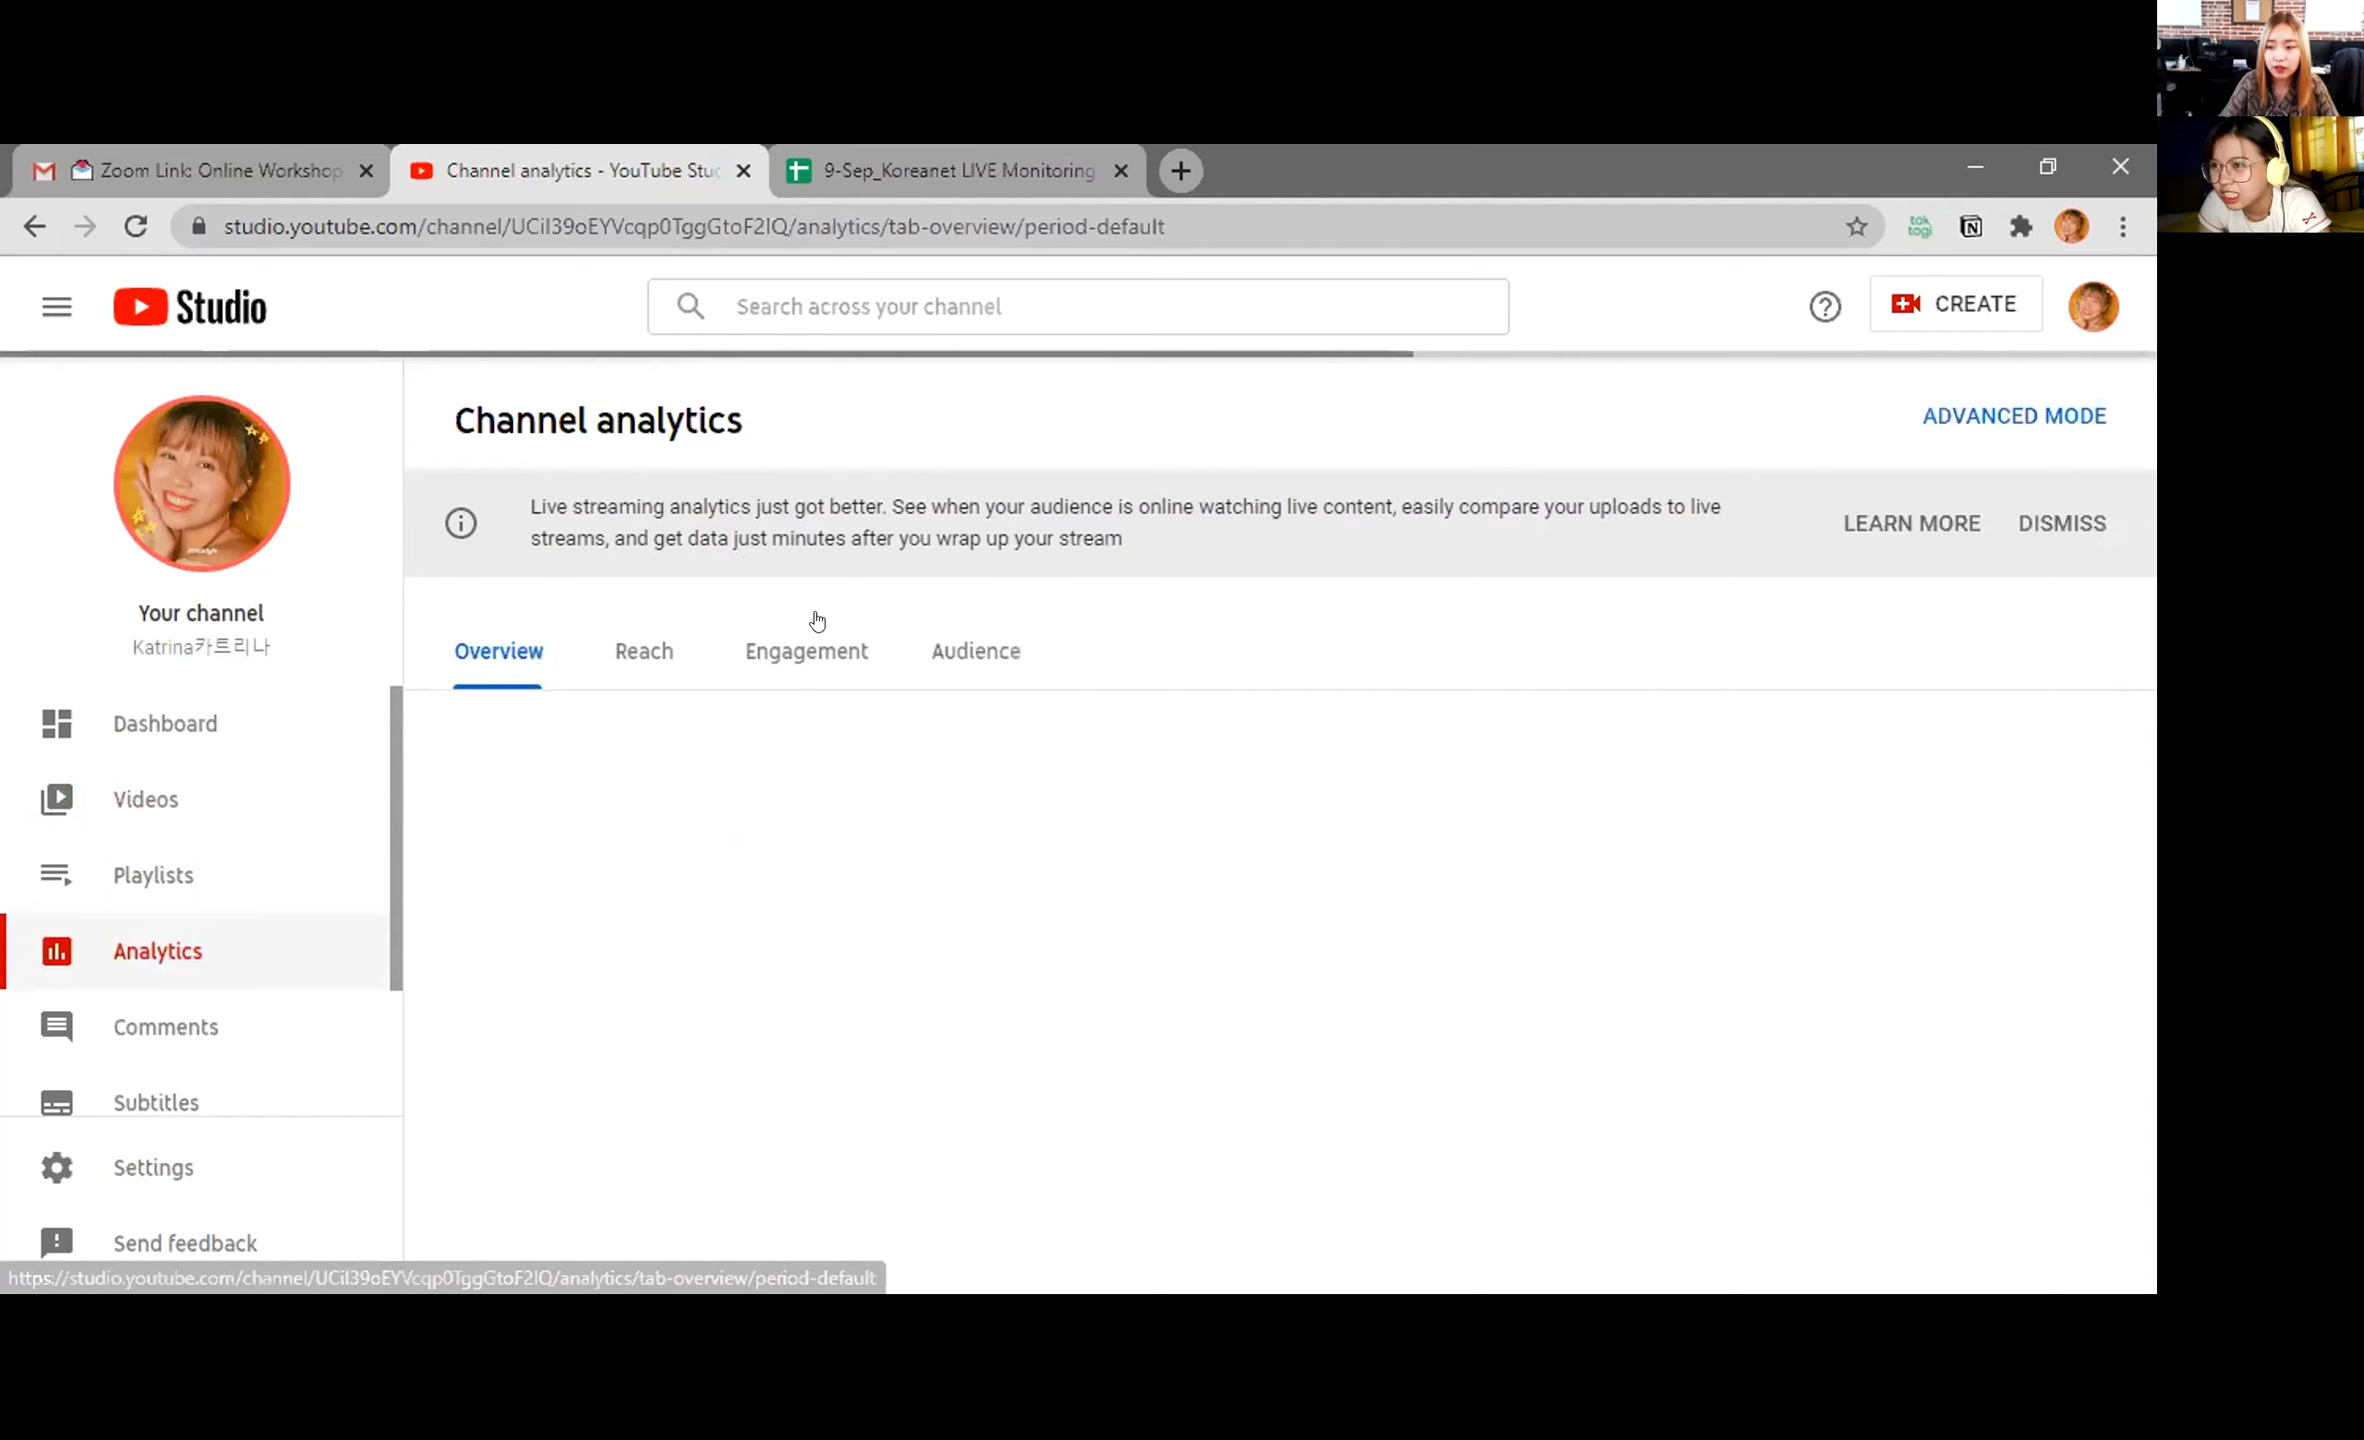 Zoom Link: Online Workshop
Channel analytics - YouTube Stu
9-Sep_Koreanet LIVE Monitoring
studio.youtube.com/channel/UCil39oEYVcqp0TggGtoF2lQ/analytics/tab-overview/period-default
tok
togi
Studio
Search across your channel
CREATE
Channel analytics
ADVANCED MODE
Live streaming analytics just got better. See when your audience is online watching live content, easily compare your uploads to live
streams, and get data just minutes after you wrap up your stream
LEARN MORE
DISMISS
Your channel
Katrina카트리나
Overview
Reach
Engagement
Audience
Dashboard
Videos
Playlists
Analytics
Comments
Subtitles
Settings
Send feedback
https://studio.youtube.com/channel/UCil39oEYVcqp0TggGtoF2lQ/analytics/tab-overview/period-default